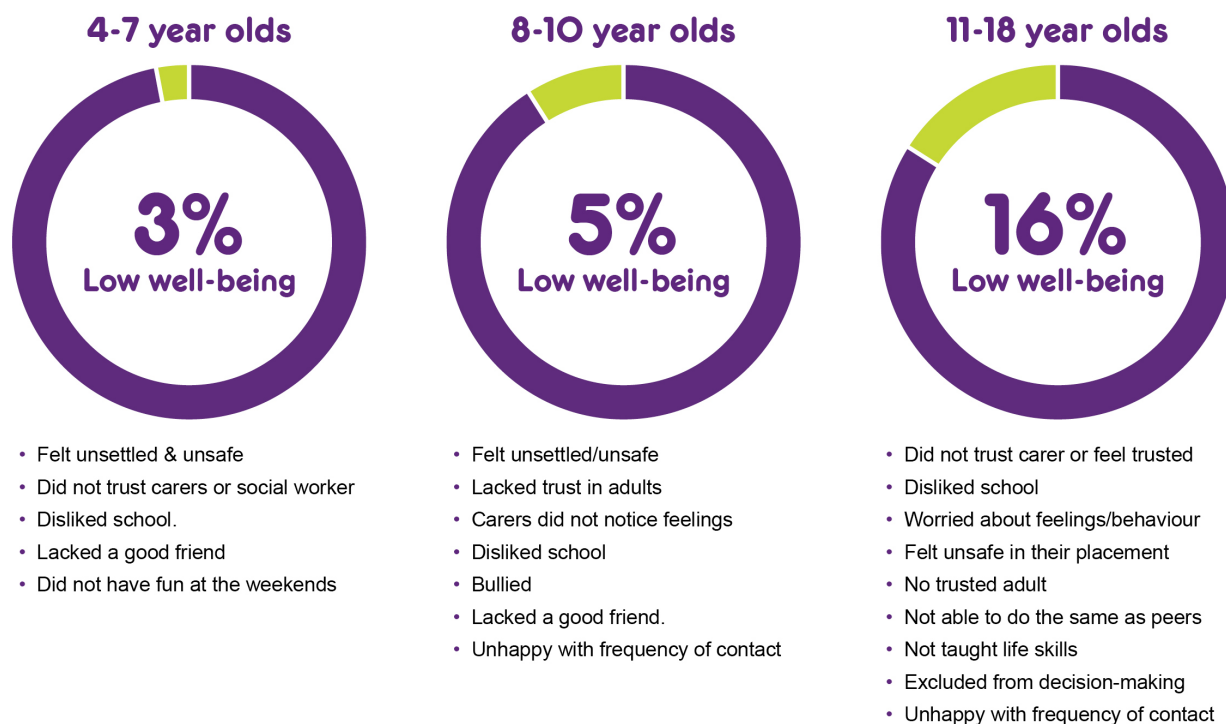 4-7 year olds
3%
Low well-being
• Felt unsettled & unsafe
• Did not trust carers or social worker
• Disliked school.
• Lacked a good friend
• Did not have fun at the weekends
8-10 year olds
5%
Low well-being
• Felt unsettled/unsafe
• Lacked trust in adults
• Carers did not notice feelings
• Disliked school
• Bullied
• Lacked a good friend.
• Unhappy with frequency of contact
11-18 year olds
16%
Low well-being
• Did not trust carer or feel trusted
• Disliked school
• Worried about feelings/behaviour
• Felt unsafe in their placement
• No trusted adult
• Not able to do the same as peers
• Not taught life skills
• Excluded from decision-making
• Unhappy with frequency of contact